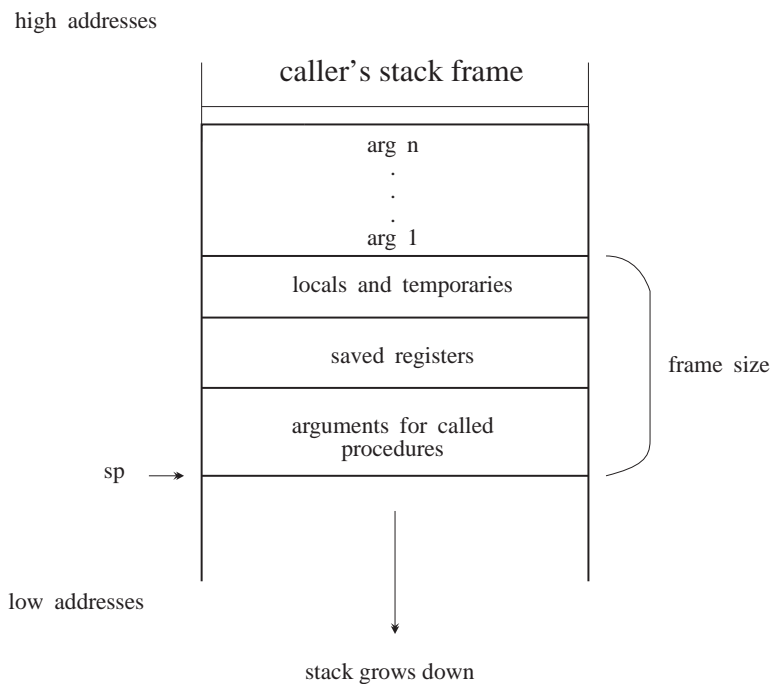 high addresses
caller’s stack frame
arg n
.
.
.
arg 1
locals and temporaries
saved registers
frame size
arguments for called
procedures
sp
low addresses
stack grows down